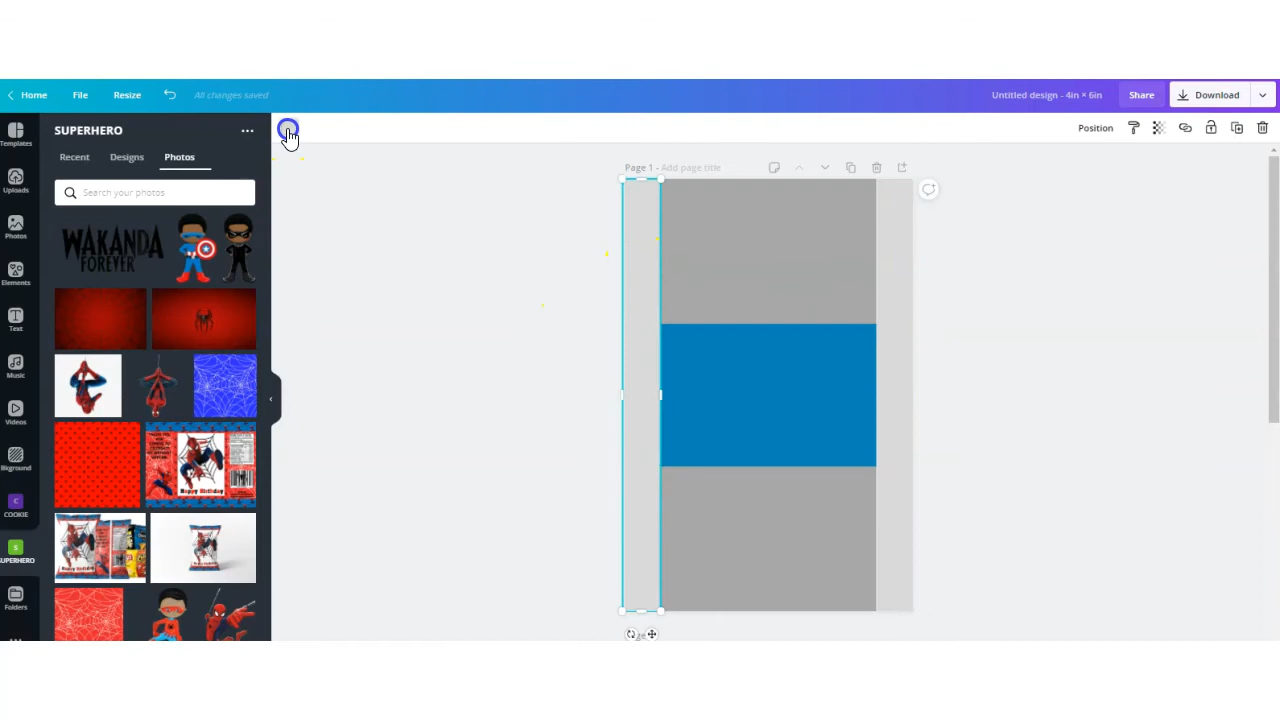 Home File Resize All changes saved Untitled design - 4in × 6in Share Download
Templates
Uploads
Photos
Elements
Text
Music
Videos
Bkground
C
COOKIE
S
SUPERHERO
Folders
SUPERHERO
Recent Designs Photos
Search your photos
WAKANDA
FOREVER
Happy Birthday
Position
Page 1 - Add page title